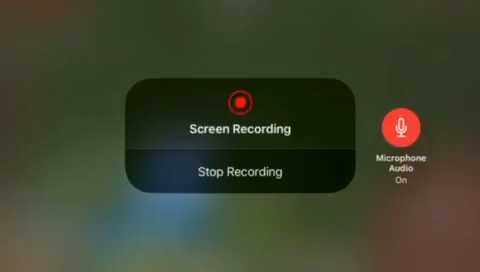 Screen Recording
Stop Recording
Microphone
Audio
On